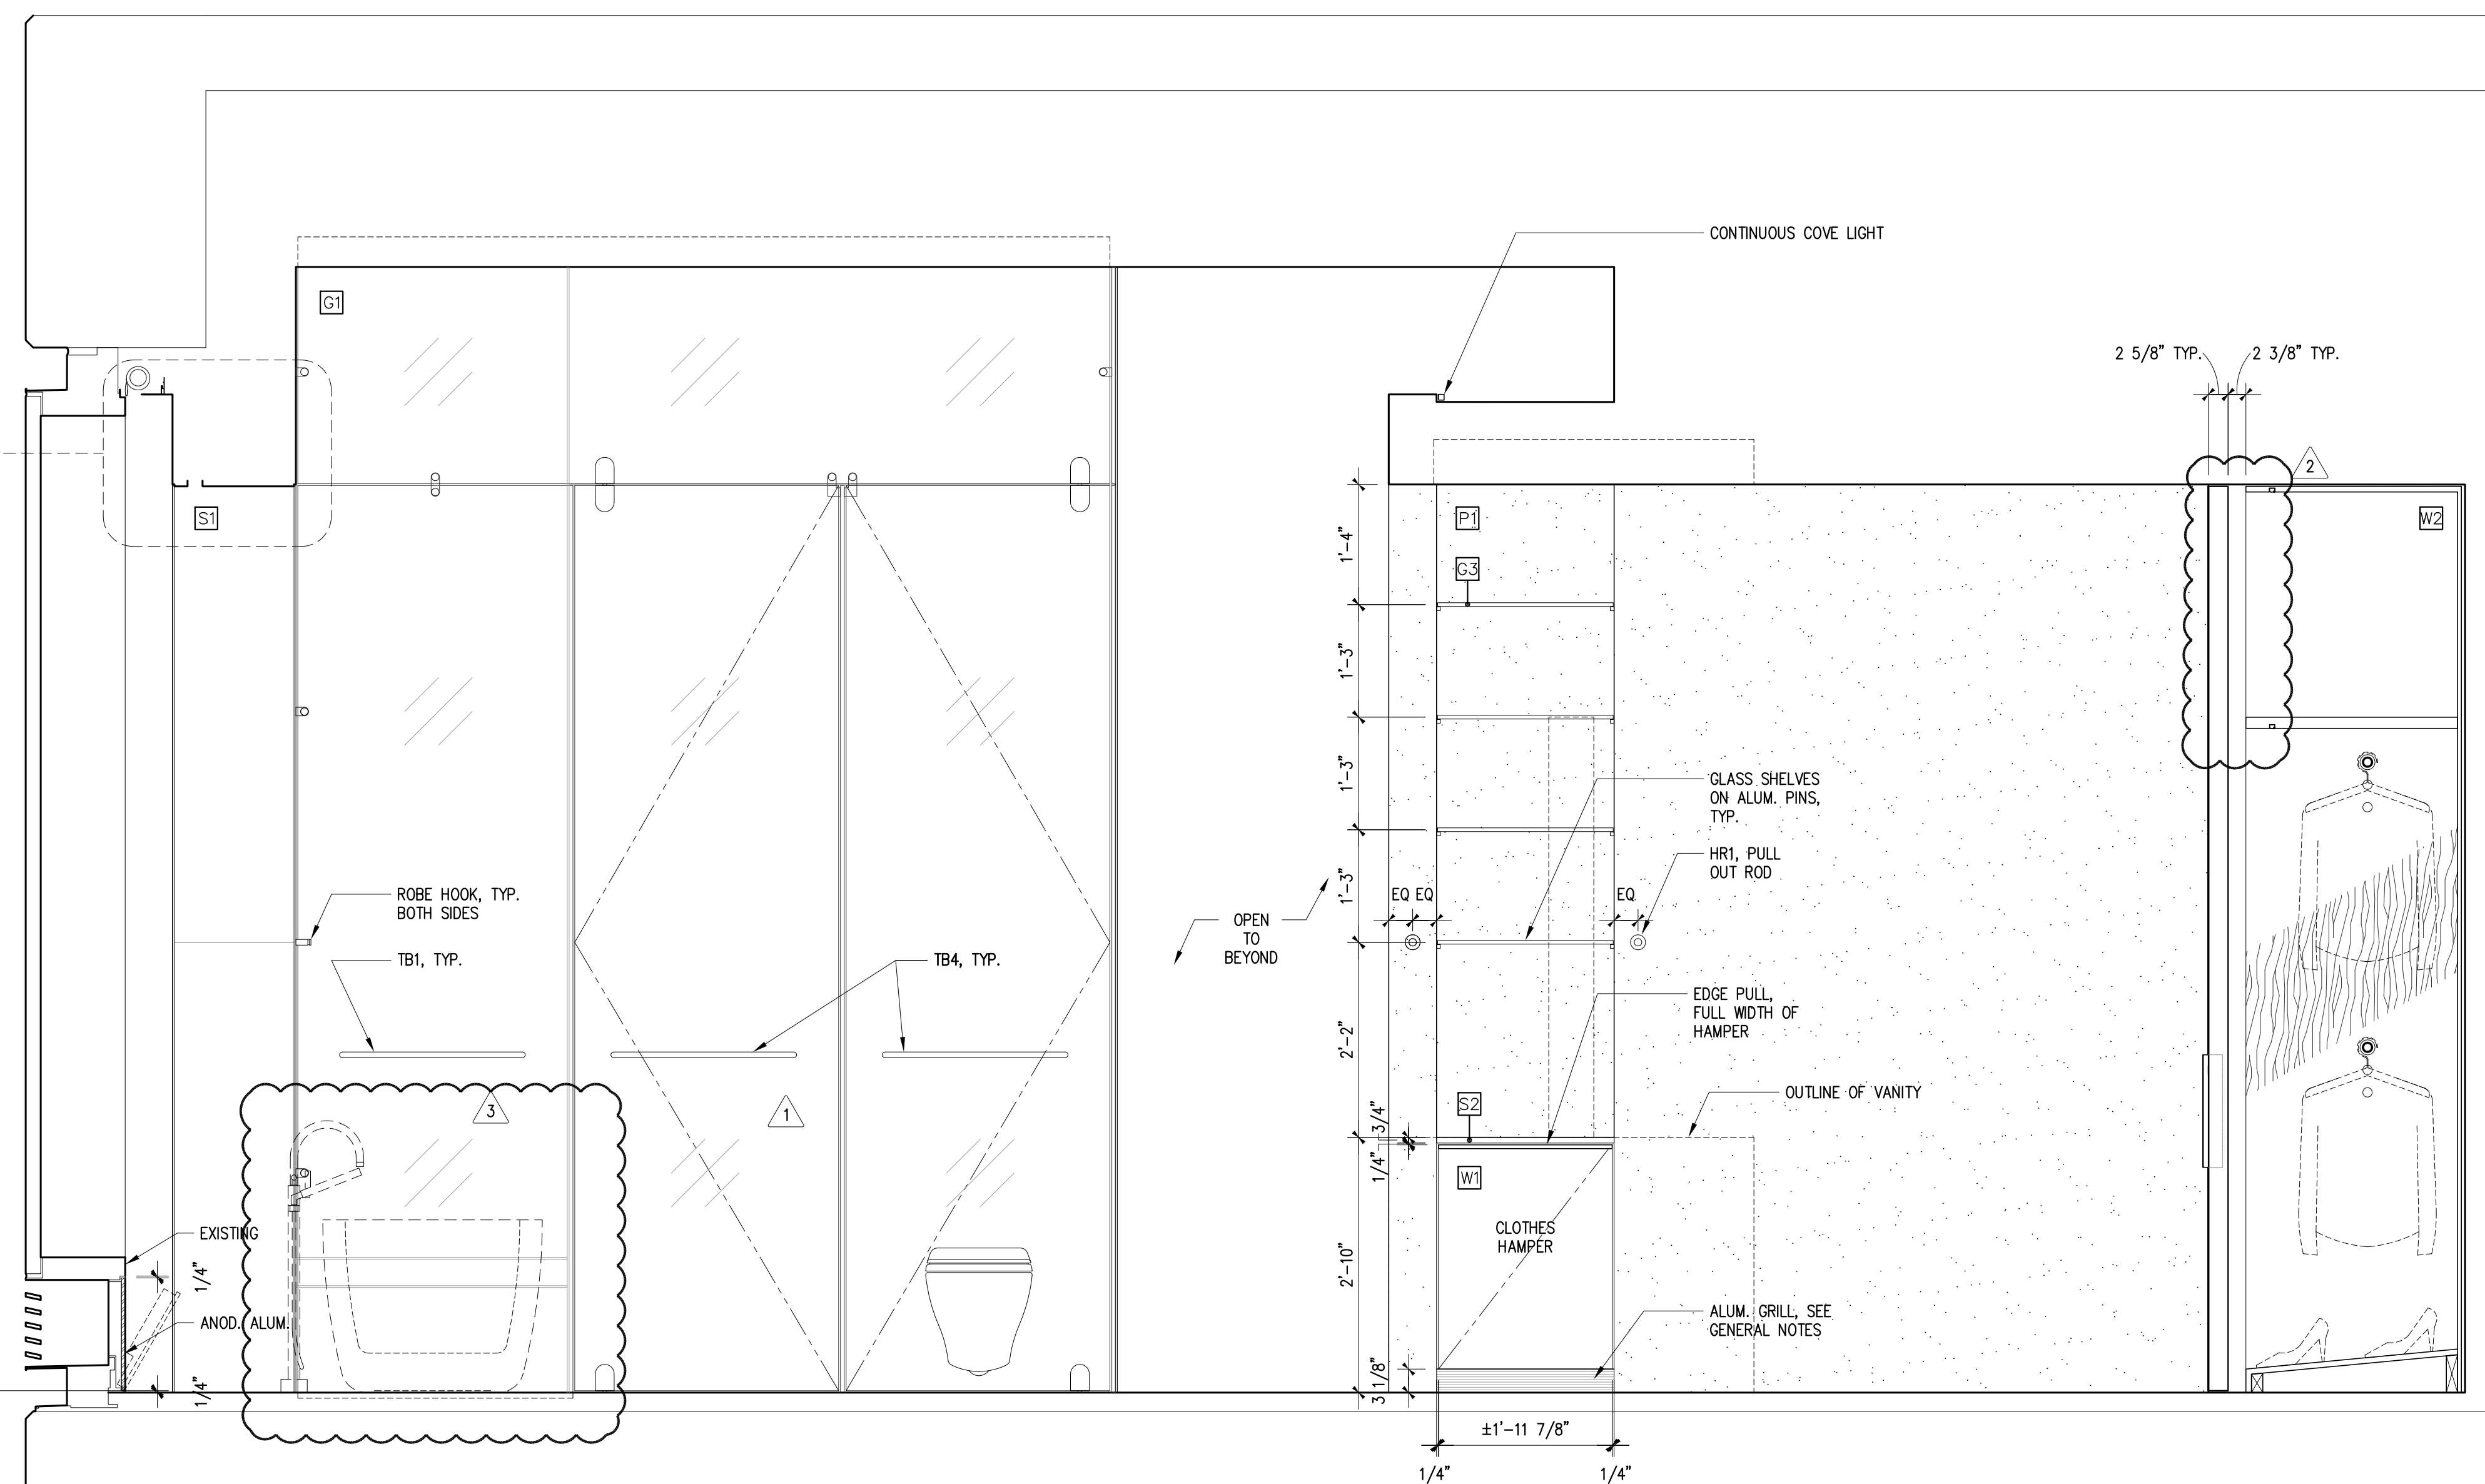 CONTINUOUS COVE LIGHT
G1
2 5/8" TYP.
2 3/8" TYP.
2
S1
P1
W2
1'-4"
G3
1'-3"
1'-3"
GLASS SHELVES
ON ALUM. PINS,
TYP.
1'-3"
HR1, PULL
OUT ROD
ROBE HOOK, TYP.
BOTH SIDES
EQ EQ
EQ
OPEN
TO
BEYOND
TB1, TYP.
TB4, TYP.
EDGE PULL,
FULL WIDTH OF
HAMPER
2'-2"
OUTLINE OF VANITY
3
1
3/4"
S2
1/4"
W1
CLOTHES
HAMPER
EXISTING
1/4"
2'-10"
ANOD. ALUM.
ALUM. GRILL, SEE
GENERAL NOTES
1/4"
3 1/8"
±1'-11 7/8"
1/4"
1/4"